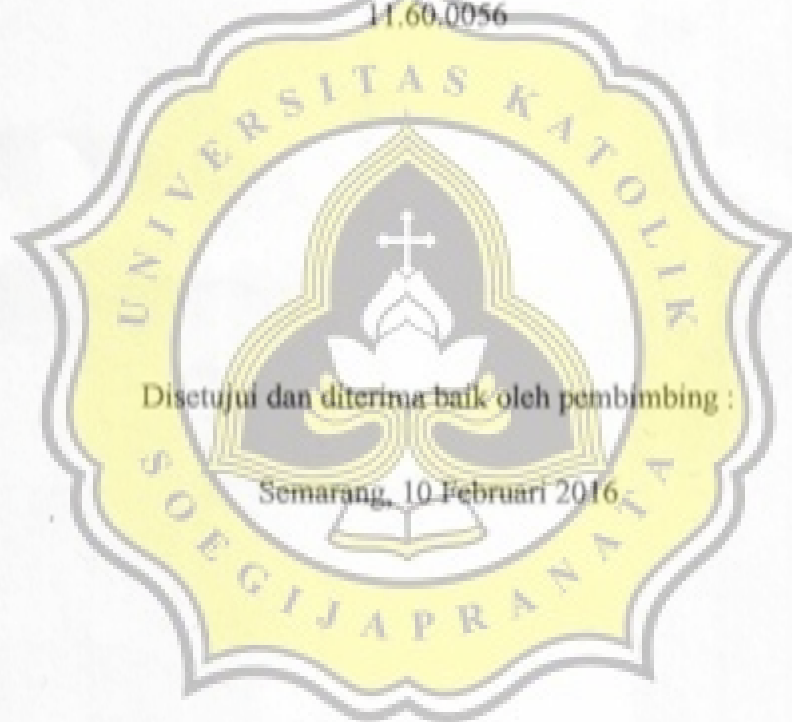 11.60.0056
UNIVERSITAS KATOLIK
Disetujui dan diterima baik oleh pembimbing :
Semarang, 10 Februari 2016
SOEGIJAPRANATA